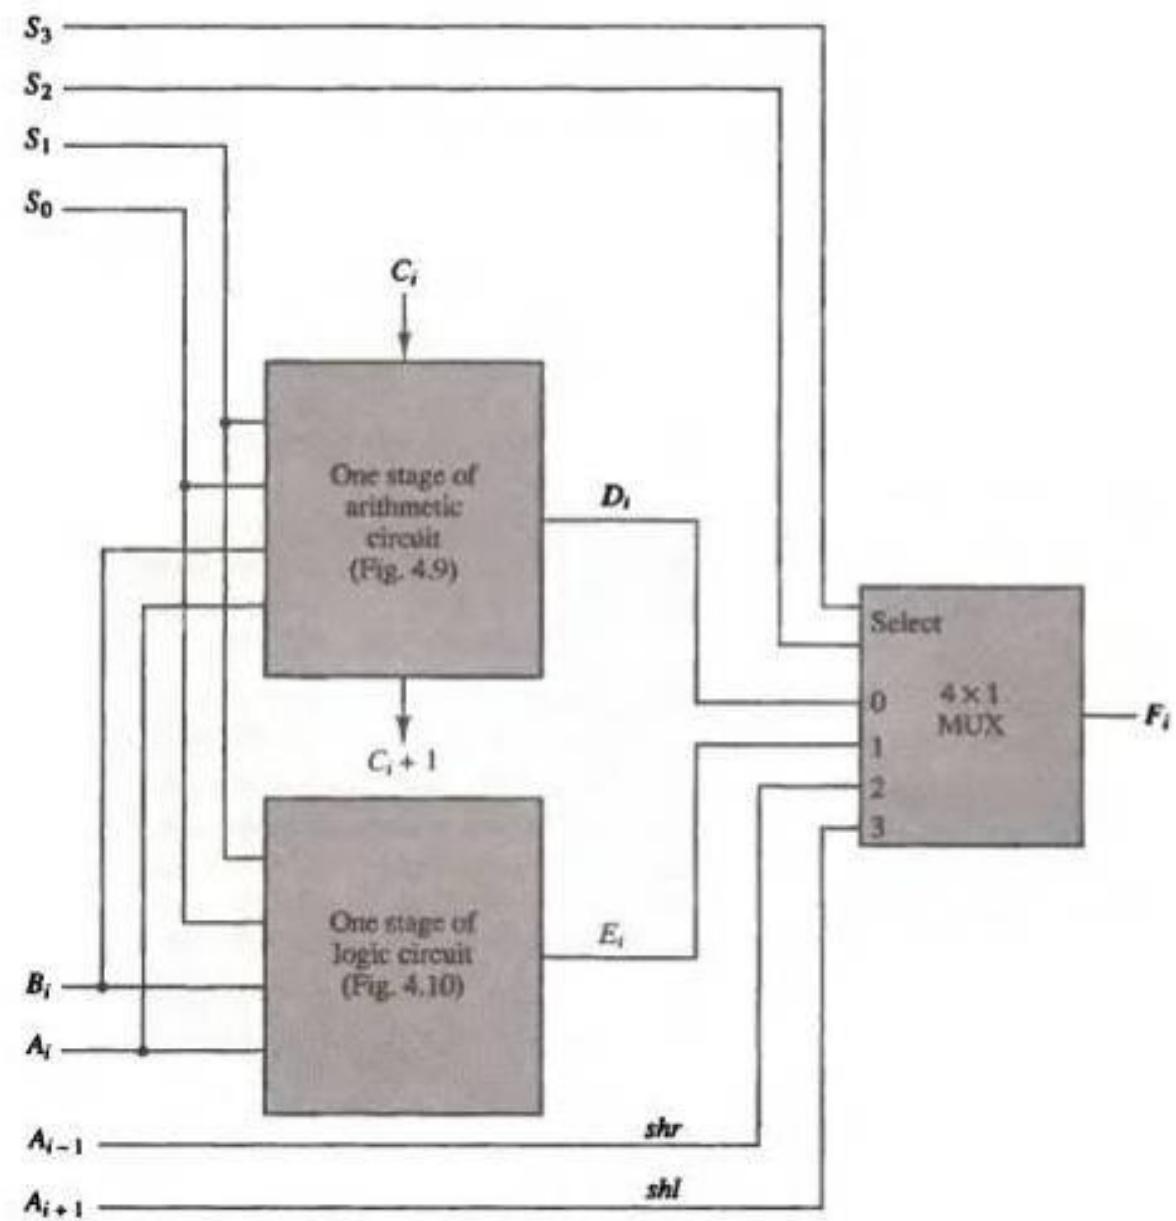 S₃
S₂
S₁
S₀
Cᵢ
One stage of
arithmetic
circuit
(Fig. 4.9)
Dᵢ
Cᵢ + 1
Select
4 × 1
MUX
0
1
2
3
Fᵢ
One stage of
logic circuit
(Fig. 4.10)
Eᵢ
Bᵢ
Aᵢ
Aᵢ₋₁
shr
Aᵢ₊₁
shl